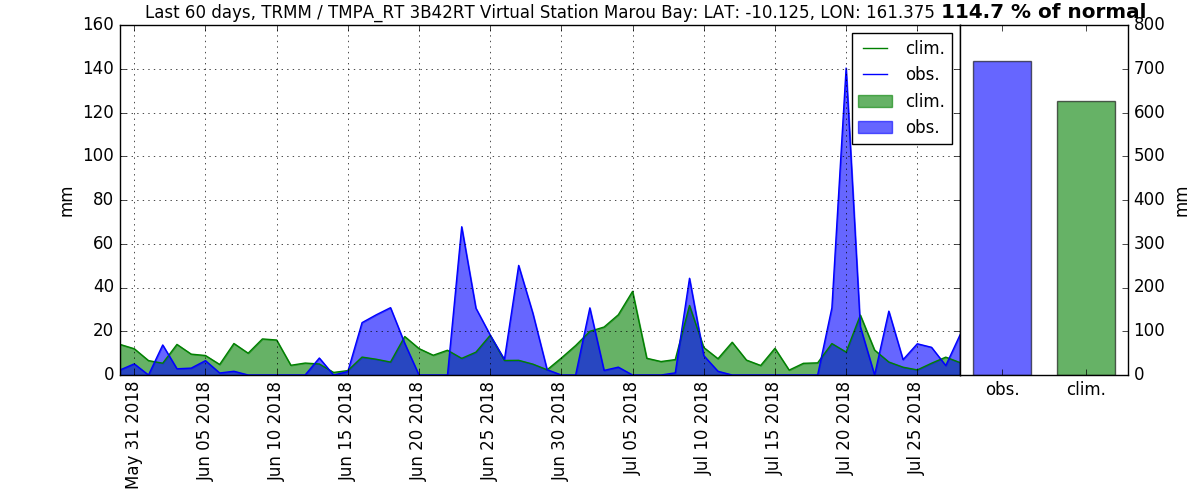 Last 60 days, TRMM / TMPA_RT 3B42RT Virtual Station Marou Bay: LAT: -10.125, LON: 161.375 114.7 % of normal
160
140
120
100
80
60
40
20
0
mm
clim.
obs.
clim.
obs.
800
700
600
500
400
300
200
100
0
mm
obs.
clim.
May 31 2018
Jun 05 2018
Jun 10 2018
Jun 15 2018
Jun 20 2018
Jun 25 2018
Jun 30 2018
Jul 05 2018
Jul 10 2018
Jul 15 2018
Jul 20 2018
Jul 25 2018